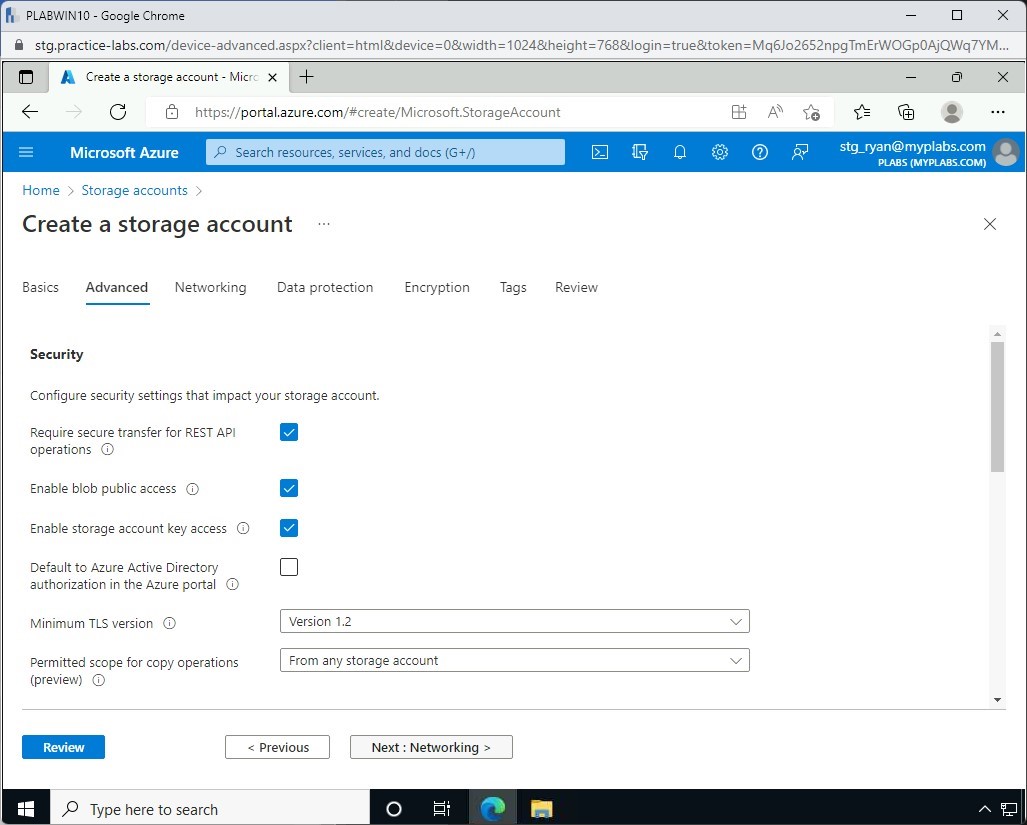 PLABWIN10 - Google Chrome
stg.practice-labs.com/device-advanced.aspx?client=html&device=0&width=1024&height=768&login=true&token=Mq6Jo2652npgTmErWOGp0AjQWq7YM...
Create a storage account - Micro
https://portal.azure.com/#create/Microsoft.StorageAccount
Microsoft Azure
Search resources, services, and docs (G+/)
stg_ryan@myplabs.com
PLABS (MYPLABS.COM)
Home > Storage accounts >
Create a storage account ...
Basics Advanced Networking Data protection Encryption Tags Review
Security
Configure security settings that impact your storage account.
Require secure transfer for REST API
operations
Enable blob public access
Enable storage account key access
Default to Azure Active Directory
authorization in the Azure portal
Minimum TLS version
Version 1.2
Permitted scope for copy operations
(preview)
From any storage account
Review
< Previous
Next : Networking >
Type here to search